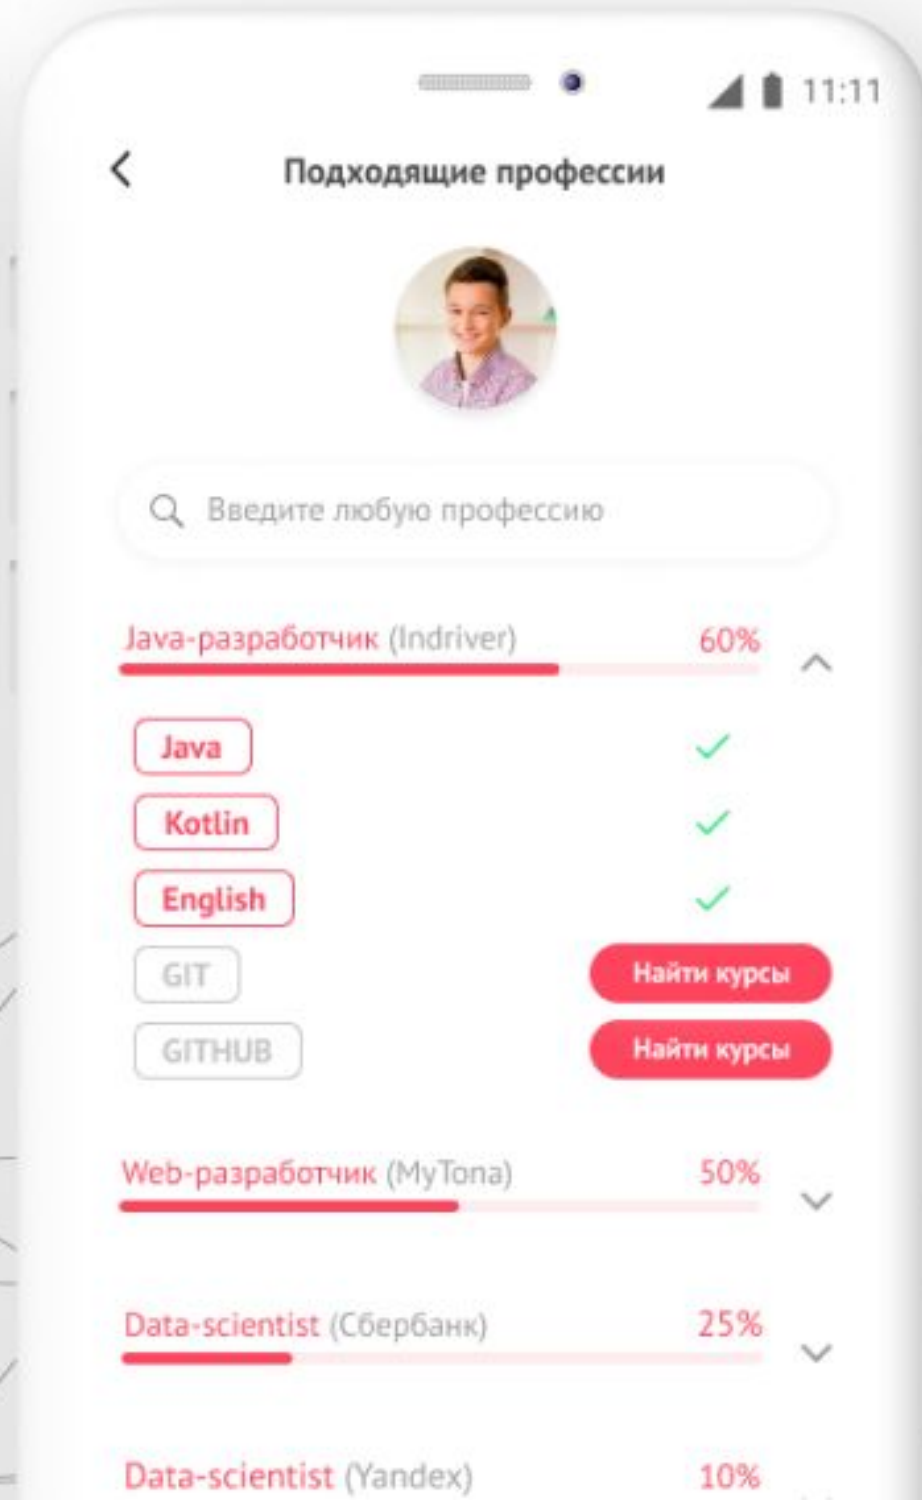 11:11
Подходящие профессии
Введите любую профессию
Java-разработчик (Indriver) 60%
Java
Kotlin
English
GIT Найти курсы
GITHUB Найти курсы
Web-разработчик (MyTona) 50%
Data-scientist (Сбербанк) 25%
Data-scientist (Yandex) 10%